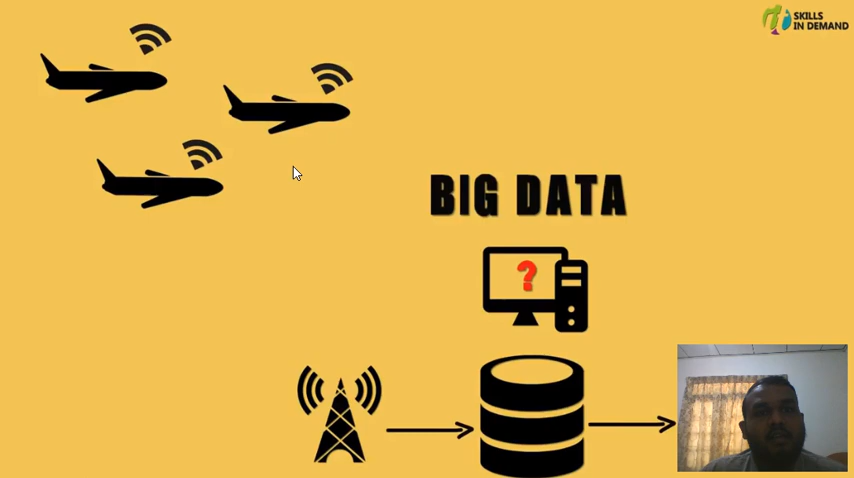 SKILLS
IN DEMAND
BIG DATA
?